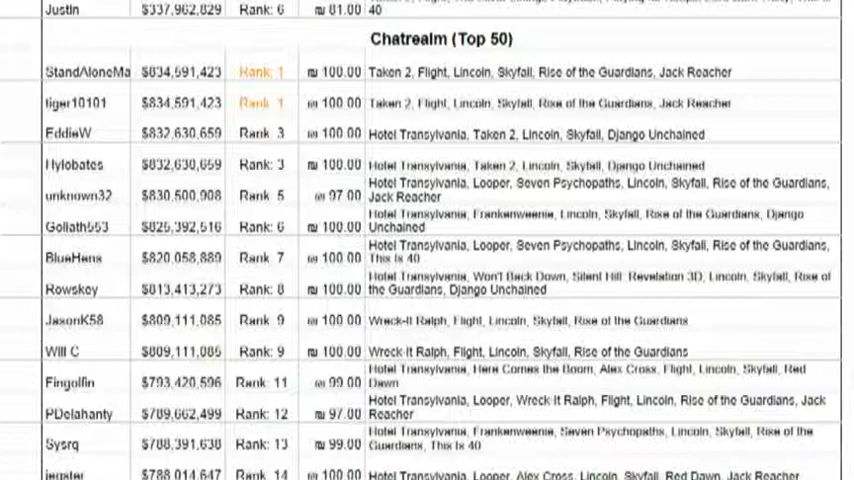 Justin $337,962,829 Rank: 6 ₪ 81.00 40
Chatrealm (Top 50)
StandAloneMa $834,591,423 Rank: 1 ₪ 100.00 Taken 2, Flight, Lincoln, Skyfall, Rise of the Guardians, Jack Reacher
tiger10101 $834,591,423 Rank 1 ₪ 100.00 Taken 2, Flight, Lincoln, Skyfall, Rise of the Guardians, Jack Reacher
EddieW $832,630,659 Rank 3 ₪ 100.00 Hotel Transylvania, Taken 2, Lincoln, Skyfall, Django Unchained
Hylobates $832,630,659 Rank: 3 ₪ 100.00 Hotel Transylvania, Taken 2, Lincoln, Skyfall, Django Unchained
unknown32 $830,500,908 Rank 5 ₪ 97.00 Hotel Transylvania, Looper, Seven Psychopaths, Lincoln, Skyfall, Rise of the Guardians,
Jack Reacher
Goliath553 $825,392,516 Rank: 6 ₪ 100.00 Hotel Transylvania, Frankenweenie, Lincoln, Skyfall, Rise of the Guardians, Django
Unchained
BlueHens $820,058,889 Rank 7 ₪ 100.00 Hotel Transylvania, Looper, Seven Psychopaths, Lincoln, Skyfall, Rise of the Guardians,
This Is 40
Rowskey $813,413,273 Rank: 8 ₪ 100.00 Hotel Transylvania, Won't Back Down, Silent Hill: Revelation 3D, Lincoln, Skyfall, Rise of
the Guardians, Django Unchained
JasonK58 $809,111,085 Rank 9 ₪ 100.00 Wreck-It Ralph, Flight, Lincoln, Skyfall, Rise of the Guardians
Will C $809,111,085 Rank: 9 ₪ 100.00 Wreck-It Ralph, Flight, Lincoln, Skyfall, Rise of the Guardians
Fingolfin $793,420,596 Rank: 11 ₪ 99.00 Hotel Transylvania, Here Comes the Boom, Alex Cross, Flight, Lincoln, Skyfall, Red
Dawn
PDelahanty $789,662,499 Rank: 12 ₪ 97.00 Hotel Transylvania, Looper, Wreck-It Ralph, Flight, Lincoln, Rise of the Guardians, Jack
Reacher
Sysrq $788,391,638 Rank: 13 ₪ 99.00 Hotel Transylvania, Frankenweenie, Seven Psychopaths, Lincoln, Skyfall, Rise of the
Guardians, This Is 40
$788,014,647 Rank: 14 ₪ 100.00 Hotel Transylvania, Looper, Alex Cross, Lincoln, Skyfall, Red Dawn, Jack Reacher